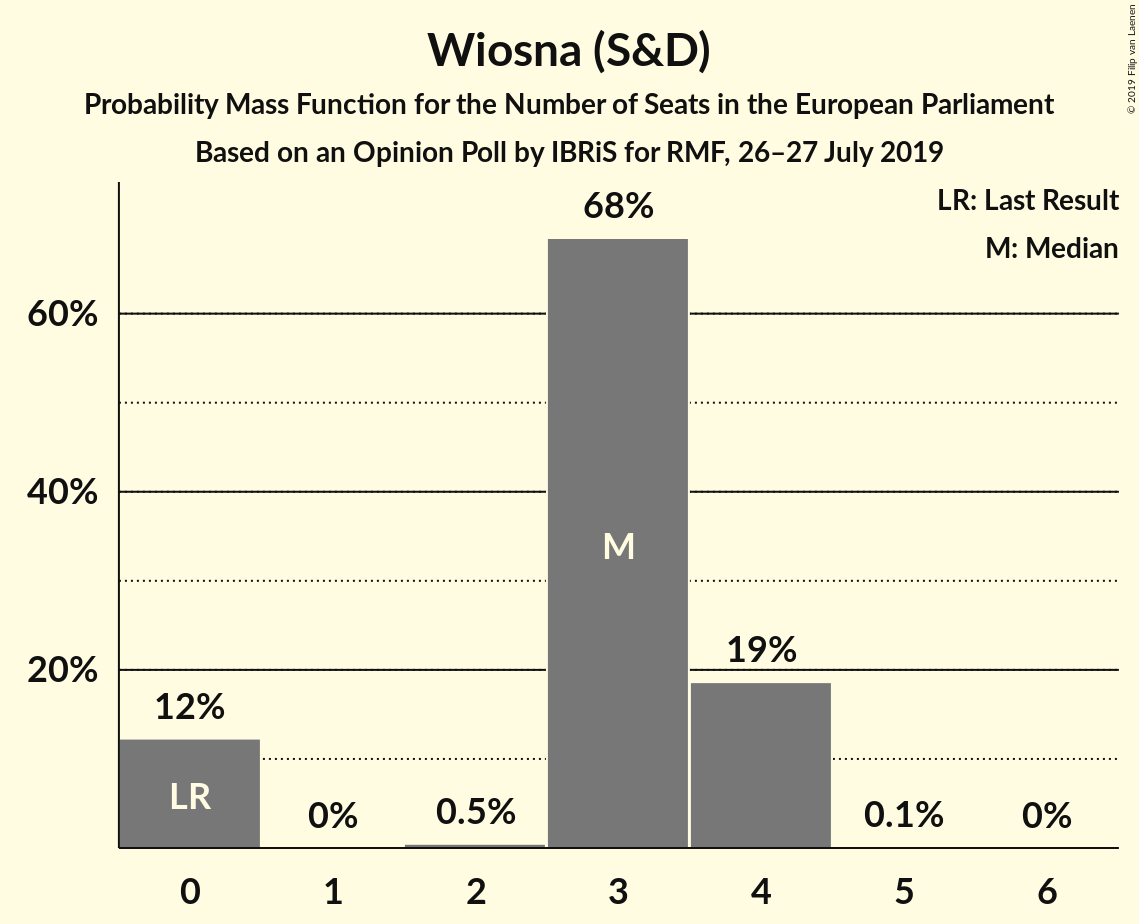 Wiosna (S&D)
Probability Mass Function for the Number of Seats in the European Parliament
Based on an Opinion Poll by IBRiS for RMF, 26–27 July 2019
© 2019 Filip van Laenen
LR: Last Result
M: Median
60%
40%
20%
12%
0%
0.5%
68%
19%
0.1%
0%
LR
M
0
1
2
3
4
5
6